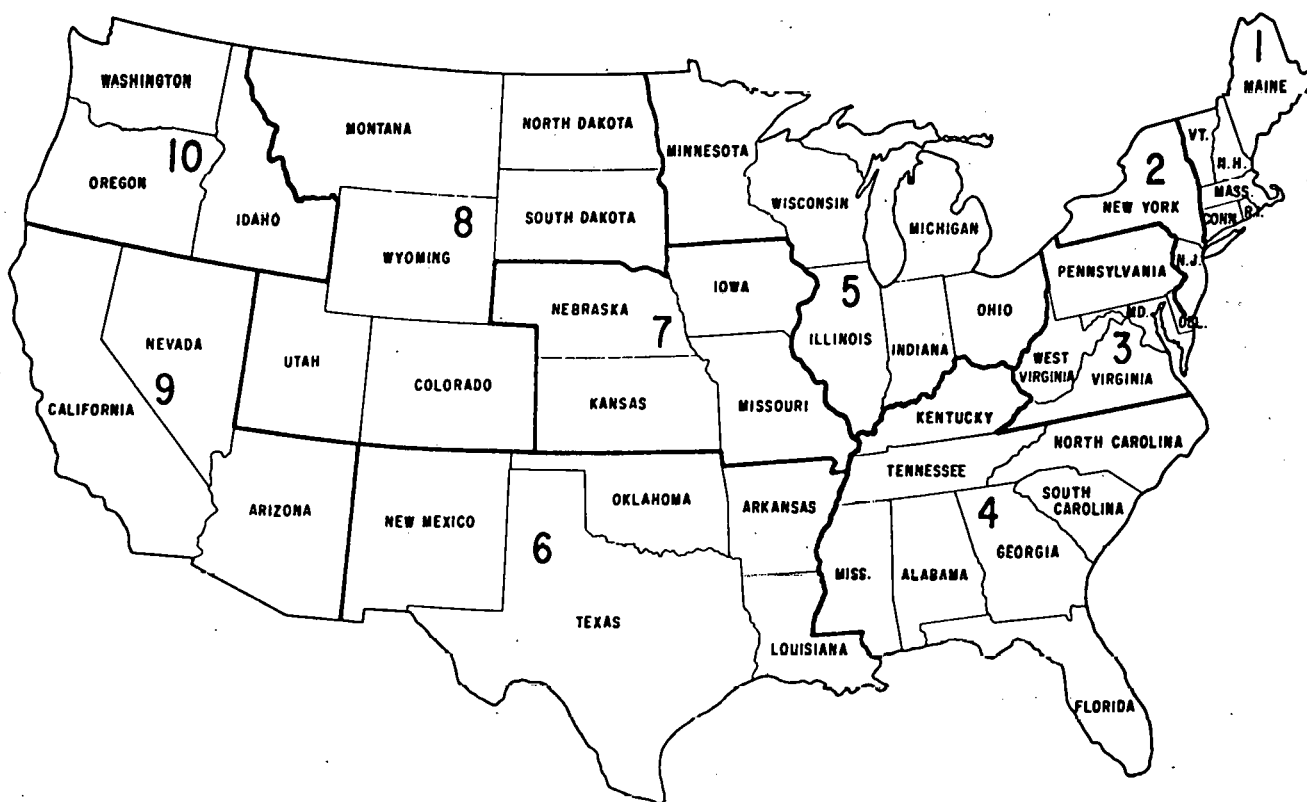 1
MAINE
WASHINGTON
MONTANA
NORTH DAKOTA
MINNESOTA
VT.
N.H.
10
OREGON
IDAHO
8
WYOMING
SOUTH DAKOTA
WISCONSIN
MICHIGAN
2
NEW YORK
MASS.
CONN.
R.I.
PENNSYLVANIA
N.J.
NEVADA
9
UTAH
COLORADO
NEBRASKA
7
IOWA
5
ILLINOIS
INDIANA
OHIO
MD.
DEL.
3
WEST
VIRGINIA
VIRGINIA
CALIFORNIA
KANSAS
MISSOURI
KENTUCKY
NORTH CAROLINA
TENNESSEE
SOUTH
CAROLINA
ARIZONA
NEW MEXICO
OKLAHOMA
ARKANSAS
4
GEORGIA
6
TEXAS
MISS.
ALABAMA
LOUISIANA
FLORIDA